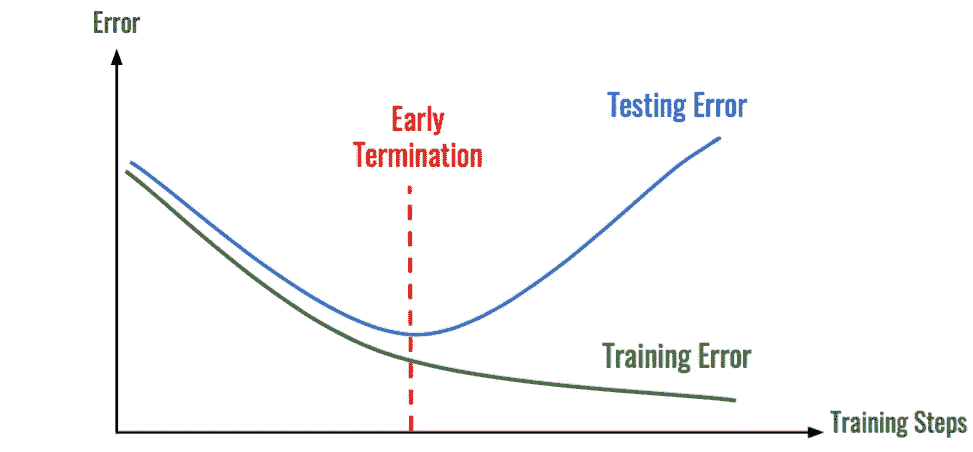 Error
Testing Error
Early
Termination
Training Error
Training Steps